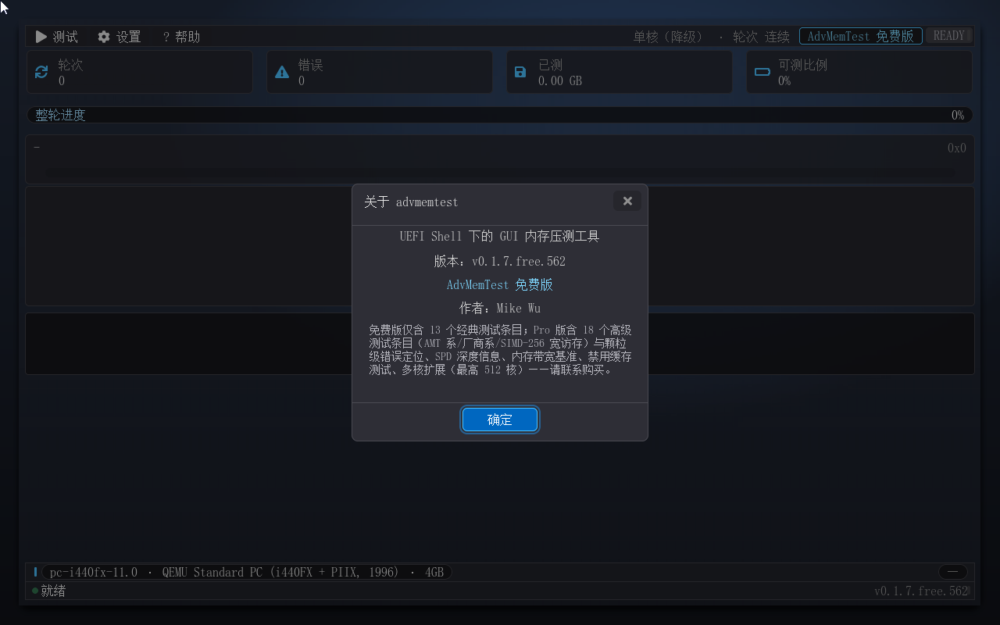 测试 设置 ? 帮助 单核（降级） · 轮次 连续 AdvMemTest 免费版 READY
轮次
0
错误
0
已测
0.00 GB
可测比例
0%
整轮进度 0%
— 0x0
关于 advmemtest
UEFI Shell 下的 GUI 内存压测工具
版本：v0.1.7.free.562
AdvMemTest 免费版
作者：Mike Wu
免费版仅含 13 个经典测试条目；Pro 版含 18 个高级
测试条目（AMT 系/厂商系/SIMD-256 宽访存）与颗粒
级错误定位、SPD 深度信息、内存带宽基准、禁用缓存
测试、多核扩展（最高 512 核）——请联系购买。
确定
pc-i440fx-11.0 · QEMU Standard PC (i440FX + PIIX, 1996) · 4GB —
就绪 v0.1.7.free.562